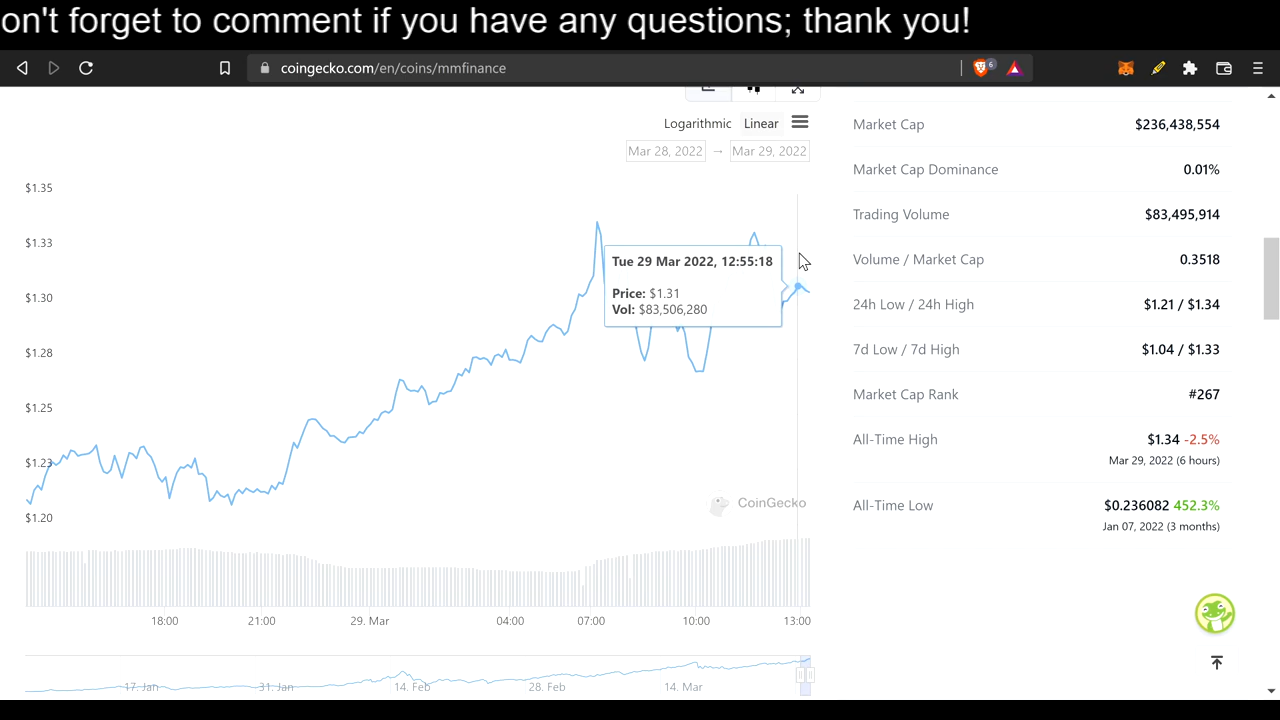 on't forget to comment if you have any questions; thank you!
coingecko.com/en/coins/mmfinance
6
Logarithmic Linear
Mar 28, 2022 → Mar 29, 2022
$1.35
$1.33
$1.30
$1.28
$1.25
$1.23
$1.20
Tue 29 Mar 2022, 12:55:18
Price: $1.31
Vol: $83,506,280
CoinGecko
18:00 21:00 29. Mar 04:00 07:00 10:00 13:00
17. Jan 31. Jan 14. Feb 28. Feb 14. Mar
Market Cap $236,438,554
Market Cap Dominance 0.01%
Trading Volume $83,495,914
Volume / Market Cap 0.3518
24h Low / 24h High $1.21 / $1.34
7d Low / 7d High $1.04 / $1.33
Market Cap Rank #267
All-Time High $1.34 -2.5%
Mar 29, 2022 (6 hours)
All-Time Low $0.236082 452.3%
Jan 07, 2022 (3 months)